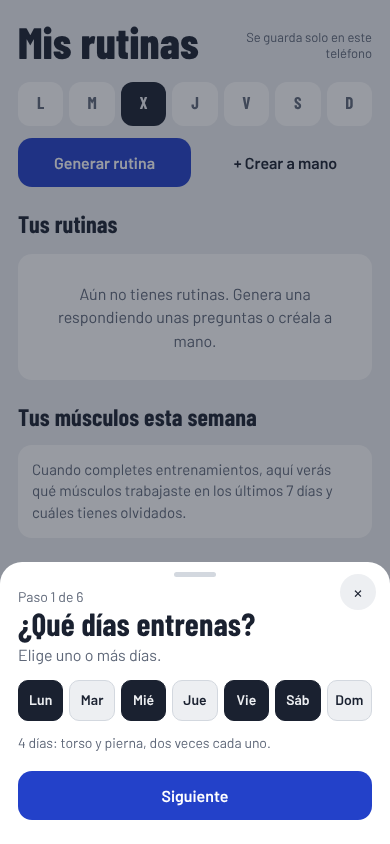 Mis rutinas
Se guarda solo en este
teléfono
L M X J V S D
Generar rutina
+ Crear a mano
Tus rutinas
Aún no tienes rutinas. Genera una
respondiendo unas preguntas o créala a
mano.
Tus músculos esta semana
Cuando completes entrenamientos, aquí verás
qué músculos trabajaste en los últimos 7 días y
cuáles tienes olvidados.
Paso 1 de 6
×
¿Qué días entrenas?
Elige uno o más días.
Lun Mar Mié Jue Vie Sáb Dom
4 días: torso y pierna, dos veces cada uno.
Siguiente